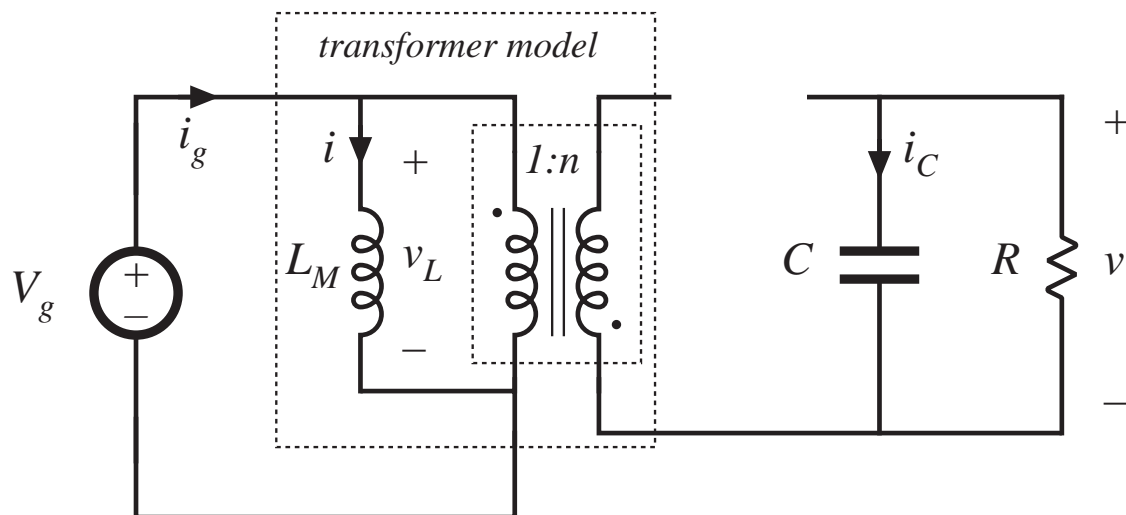 transformer model
i_g
i
+
1:n
i_C
+
V_g
+
−
L_M
v_L
C
R
v
−
−